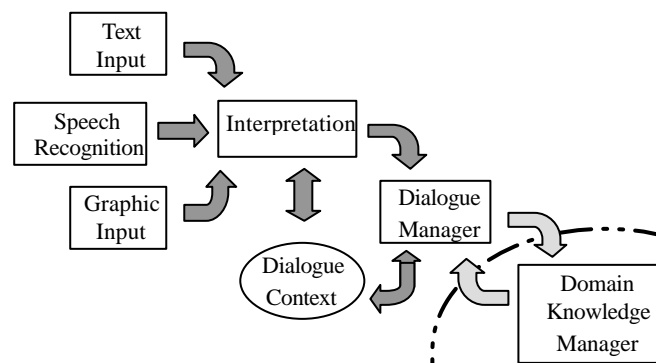 Text
Input
Speech
Recognition
Interpretation
Graphic
Input
Dialogue
Manager
Dialogue
Context
Domain
Knowledge
Manager